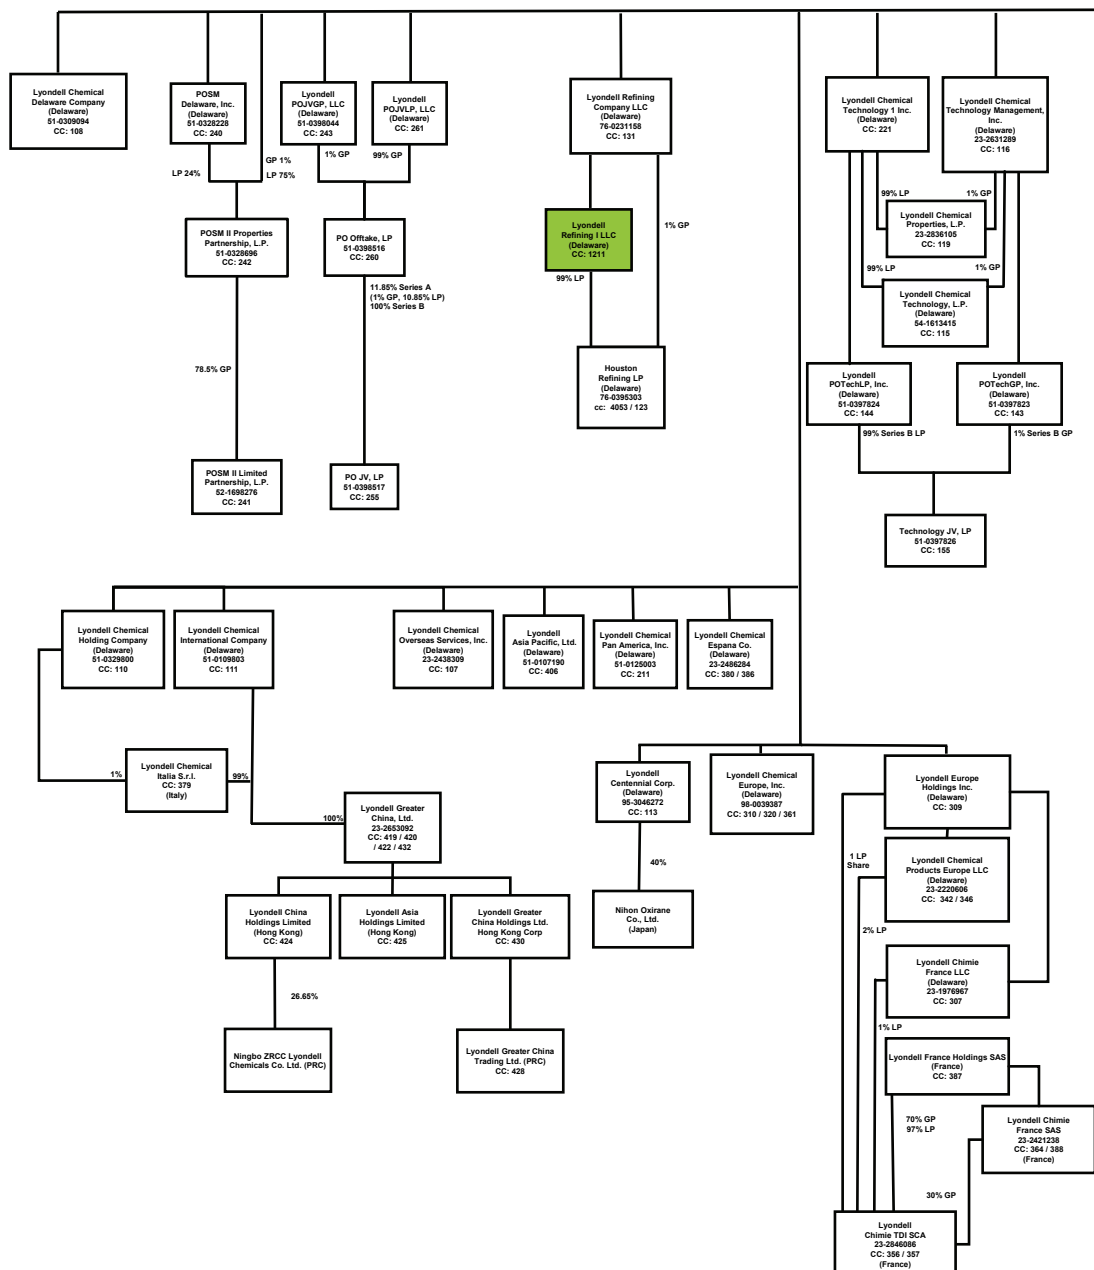 Lyondell Chemical
Delaware Company
(Delaware)
51-0309094
CC: 108
POSM
Delaware, Inc.
(Delaware)
51-0328228
CC: 240
Lyondell
POJVGP, LLC
(Delaware)
51-0398044
CC: 243
Lyondell
POJVLP, LLC
(Delaware)
CC: 261
Lyondell Refining
Company LLC
(Delaware)
76-0231158
CC: 131
Lyondell Chemical
Technology 1 Inc.
(Delaware)
CC: 221
Lyondell Chemical
Technology Management,
Inc.
(Delaware)
23-2631289
CC: 116
LP 24%
GP 1%
LP 75%
1% GP
99% GP
1% GP
99% LP
1% GP
POSM II Properties
Partnership, L.P.
51-0328696
CC: 242
PO Offtake, LP
51-0398516
CC: 260
Lyondell
Refining I LLC
(Delaware)
CC: 1211
Lyondell Chemical
Properties, L.P.
23-2836105
CC: 119
99% LP
1% GP
11.85% Series A
(1% GP, 10.85% LP)
100% Series B
99% LP
Lyondell Chemical
Technology, L.P.
(Delaware)
54-1613415
CC: 115
78.5% GP
Houston
Refining LP
(Delaware)
76-0395303
cc:  4053 / 123
Lyondell
POTechLP, Inc.
(Delaware)
51-0397824
CC: 144
Lyondell
POTechGP, Inc.
(Delaware)
51-0397823
CC: 143
99% Series B LP
1% Series B GP
POSM II Limited
Partnership, L.P.
52-1698276
CC: 241
PO JV, LP
51-0398517
CC: 255
Technology JV, LP
51-0397826
CC: 155
Lyondell Chemical
Holding Company
(Delaware)
51-0329800
CC: 110
Lyondell Chemical
International Company
(Delaware)
51-0109803
CC: 111
Lyondell Chemical
Overseas Services, Inc.
(Delaware)
23-2438309
CC: 107
Lyondell
Asia Pacific, Ltd.
(Delaware)
51-0107190
CC: 406
Lyondell Chemical
Pan America, Inc.
(Delaware)
51-0125003
CC: 211
Lyondell Chemical
Espana Co.
(Delaware)
23-2486284
CC: 380 / 386
1%
Lyondell Chemical
Italia S.r.l.
CC: 379
(Italy)
99%
100%
Lyondell Greater
China, Ltd.
23-2653092
CC: 419 / 420
/ 422 / 432
Lyondell
Centennial Corp.
(Delaware)
95-3046272
CC: 113
Lyondell Chemical
Europe, Inc.
(Delaware)
98-0039387
CC: 310 / 320 / 361
Lyondell Europe
Holdings Inc.
(Delaware)
CC: 309
40%
1 LP
Share
Lyondell Chemical
Products Europe LLC
(Delaware)
23-2220606
CC:  342 / 346
Lyondell China
Holdings Limited
(Hong Kong)
CC: 424
Lyondell Asia
Holdings Limited
(Hong Kong)
CC: 425
Lyondell Greater
China Holdings Ltd.
Hong Kong Corp
CC: 430
Nihon Oxirane
Co., Ltd.
(Japan)
2% LP
Lyondell Chimie
France LLC
(Delaware)
23-1976967
CC: 307
26.65%
1% LP
Ningbo ZRCC Lyondell
Chemicals Co. Ltd. (PRC)
Lyondell Greater China
Trading Ltd. (PRC)
CC: 428
Lyondell France Holdings SAS
(France)
CC: 387
70% GP
97% LP
Lyondell Chimie
France SAS
23-2421238
CC: 364 / 388
(France)
30% GP
Lyondell
Chimie TDI SCA
23-2846086
CC: 356 / 357
(France)